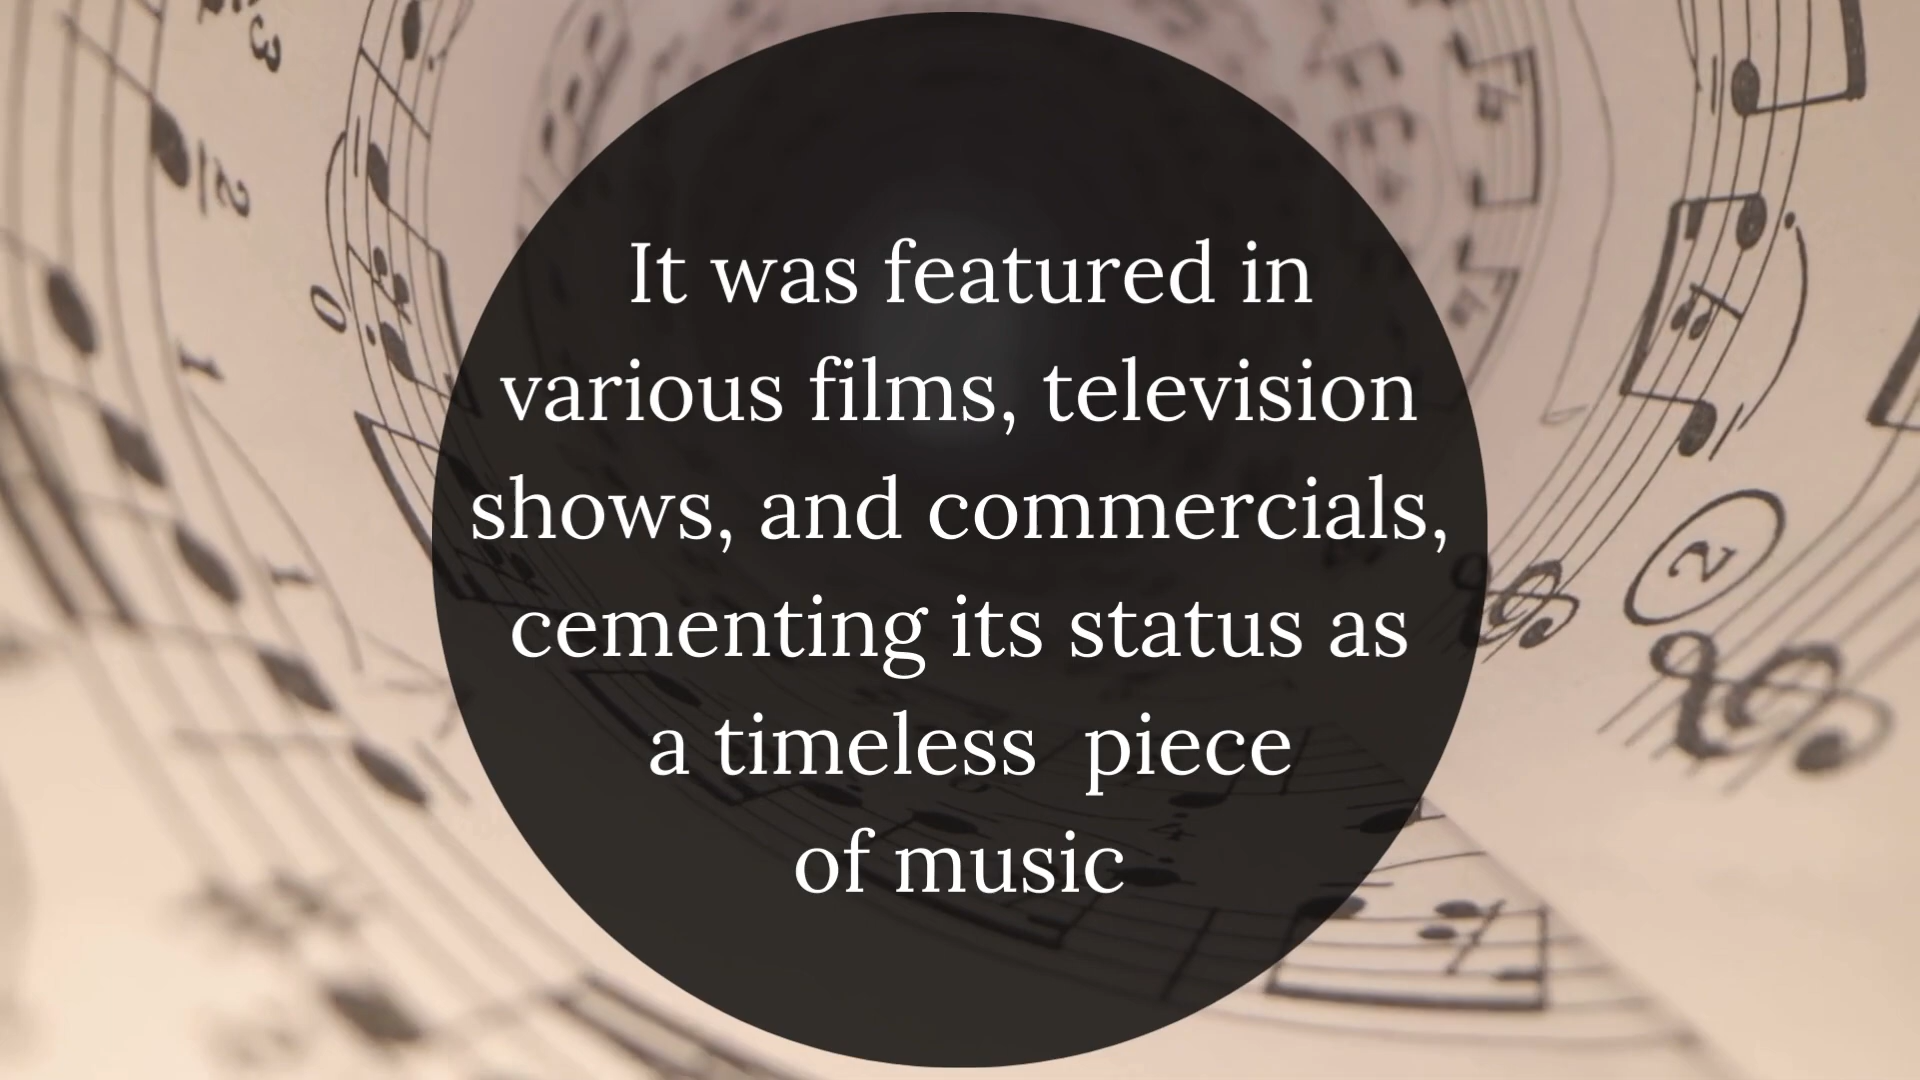 It was featured in
various films, television
shows, and commercials,
cementing its status as
a timeless  piece
of music